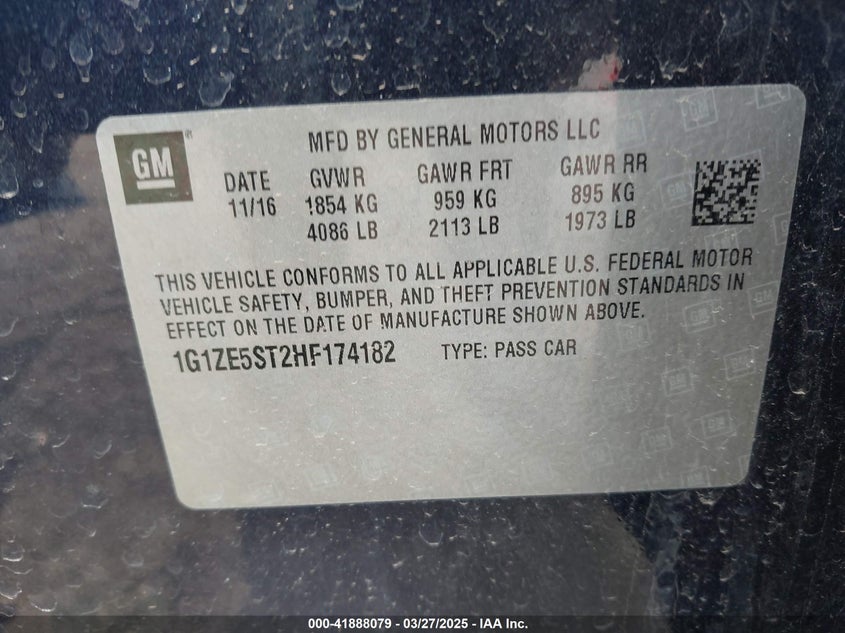 GM
MFD BY GENERAL MOTORS LLC
DATE GVWR GAWR FRT GAWR RR
11/16 1854 KG 959 KG 895 KG
4086 LB 2113 LB 1973 LB
THIS VEHICLE CONFORMS TO ALL APPLICABLE U.S. FEDERAL MOTOR
VEHICLE SAFETY, BUMPER, AND THEFT PREVENTION STANDARDS IN
EFFECT ON THE DATE OF MANUFACTURE SHOWN ABOVE.
1G1ZE5ST2HF174182 TYPE: PASS CAR
000-41888079 — 03/27/2025 — IAA Inc.